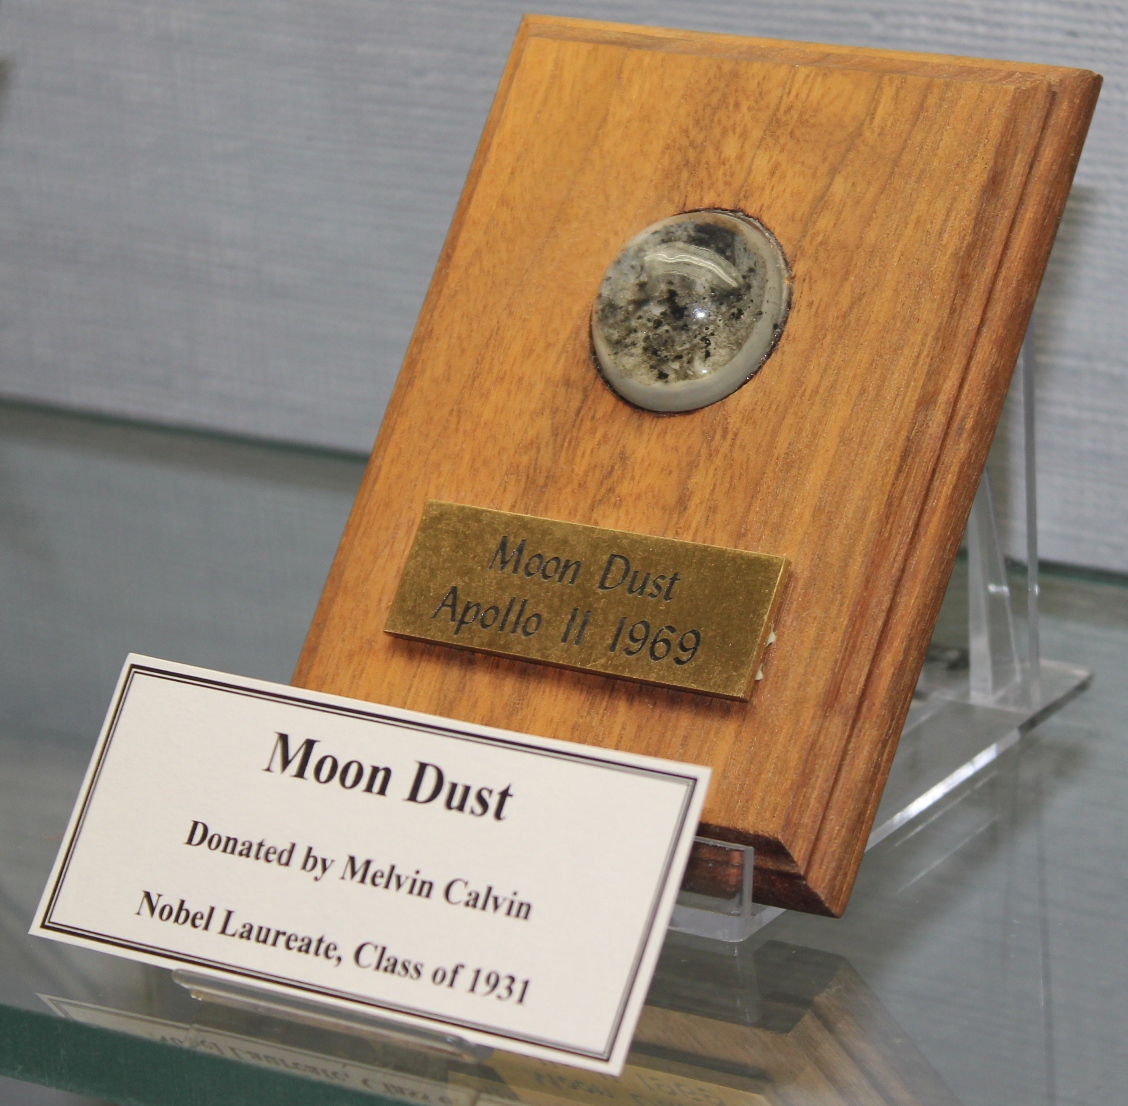 Moon Dust
Apollo 11 1969
Moon Dust
Donated by Melvin Calvin
Nobel Laureate, Class of 1931